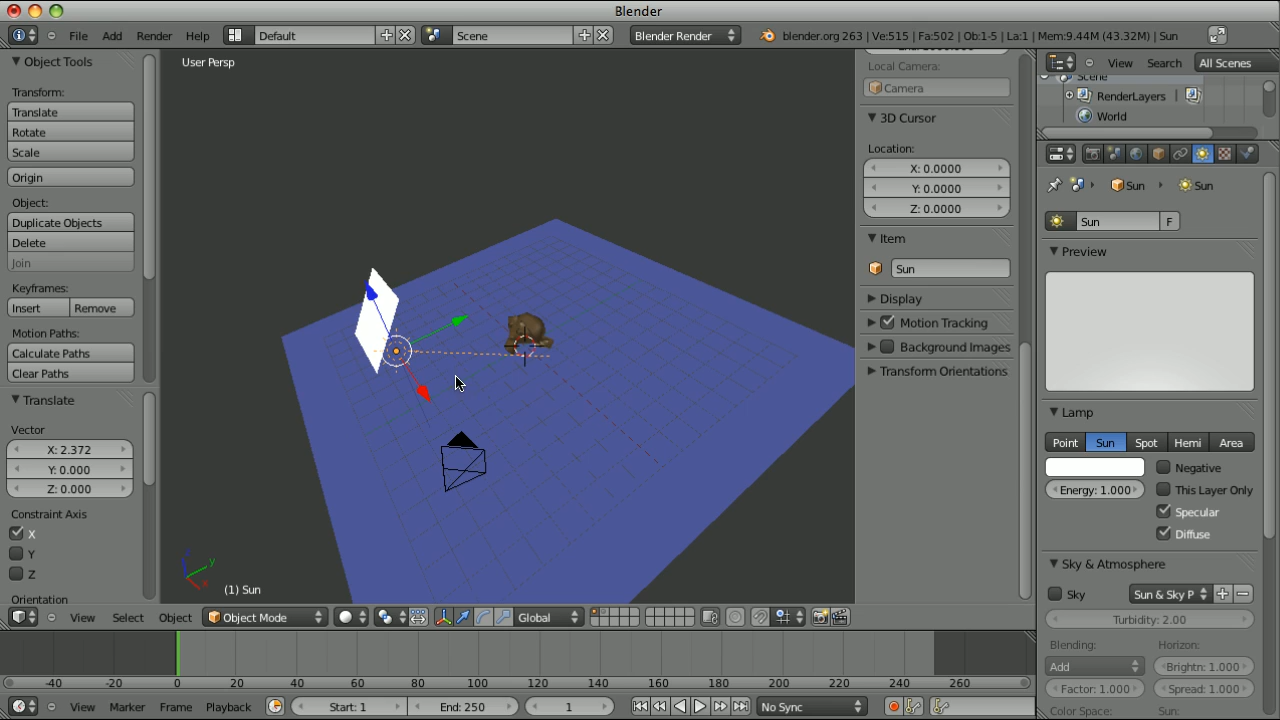 Blender
File Add Render Help Default Scene Blender Render blender.org 263 | Ve:515 | Fa:502 | Ob:1-5 | La:1 | Mem:9.44M (43.32M) | Sun
Object Tools
Transform:
Translate
Rotate
Scale
Origin
Object:
Duplicate Objects
Delete
Join
Keyframes:
Insert Remove
Motion Paths:
Calculate Paths
Clear Paths
Translate
Vector
X: 2.372
Y: 0.000
Z: 0.000
Constraint Axis
X
Y
Z
Orientation
User Persp
z
y
x
(1) Sun
Local Camera:
Camera
3D Cursor
Location:
X: 0.0000
Y: 0.0000
Z: 0.0000
Item
Sun
Display
Motion Tracking
Background Images
Transform Orientations
View Search All Scenes
Scene
RenderLayers |
World
Sun Sun
Sun F
Preview
Lamp
Point Sun Spot Hemi Area
Negative
Energy: 1.000 This Layer Only
Specular
Diffuse
Sky & Atmosphere
Sky Sun & Sky P
Turbidity: 2.00
Blending: Horizon:
Add Brightn: 1.000
Factor: 1.000 Spread: 1.000
Color Space: Sun:
View Select Object Object Mode Global
-40 -20 0 20 40 60 80 100 120 140 160 180 200 220 240 260
View Marker Frame Playback Start: 1 End: 250 1 No Sync